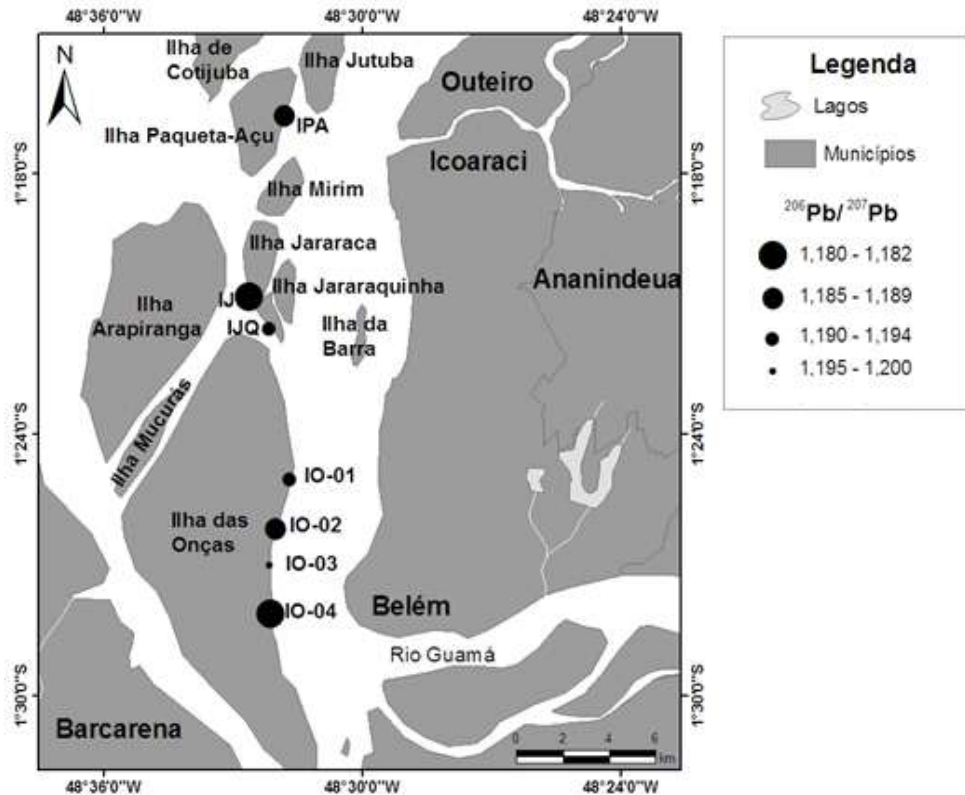 48°36'0"W
48°30'0"W
48°24'0"W
N
Ilha de
Cotijuba
Ilha Jutuba
Outeiro
Ilha Paqueta-Açu
IPA
Icoaraci
1°18'0"S
1°18'0"S
Ilha Mirim
Ilha Jararaca
Ananindeua
IJ
Ilha Jararaquinha
Ilha
Arapiranga
IJQ
Ilha da
Barra
Ilha Mucurás
1°24'0"S
1°24'0"S
IO-01
Ilha das
Onças
IO-02
IO-03
IO-04
Belém
Rio Guamá
1°30'0"S
1°30'0"S
Barcarena
0 2 4 6
km
48°36'0"W
48°30'0"W
48°24'0"W
Legenda
Lagos
Municípios
²⁰⁶Pb/ ²⁰⁷Pb
1,180 - 1,182
1,185 - 1,189
1,190 - 1,194
1,195 - 1,200